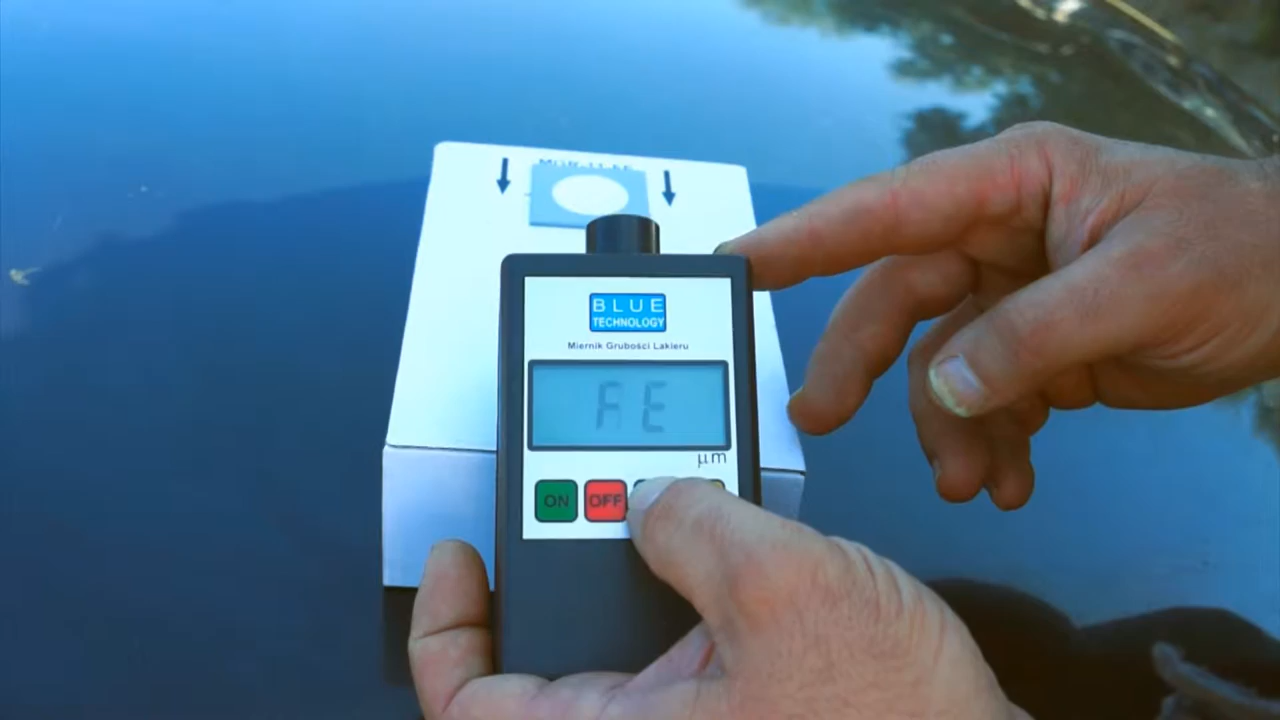 BLUE
TECHNOLOGY
Miernik Grubości Lakieru
FE
µm
ON OFF